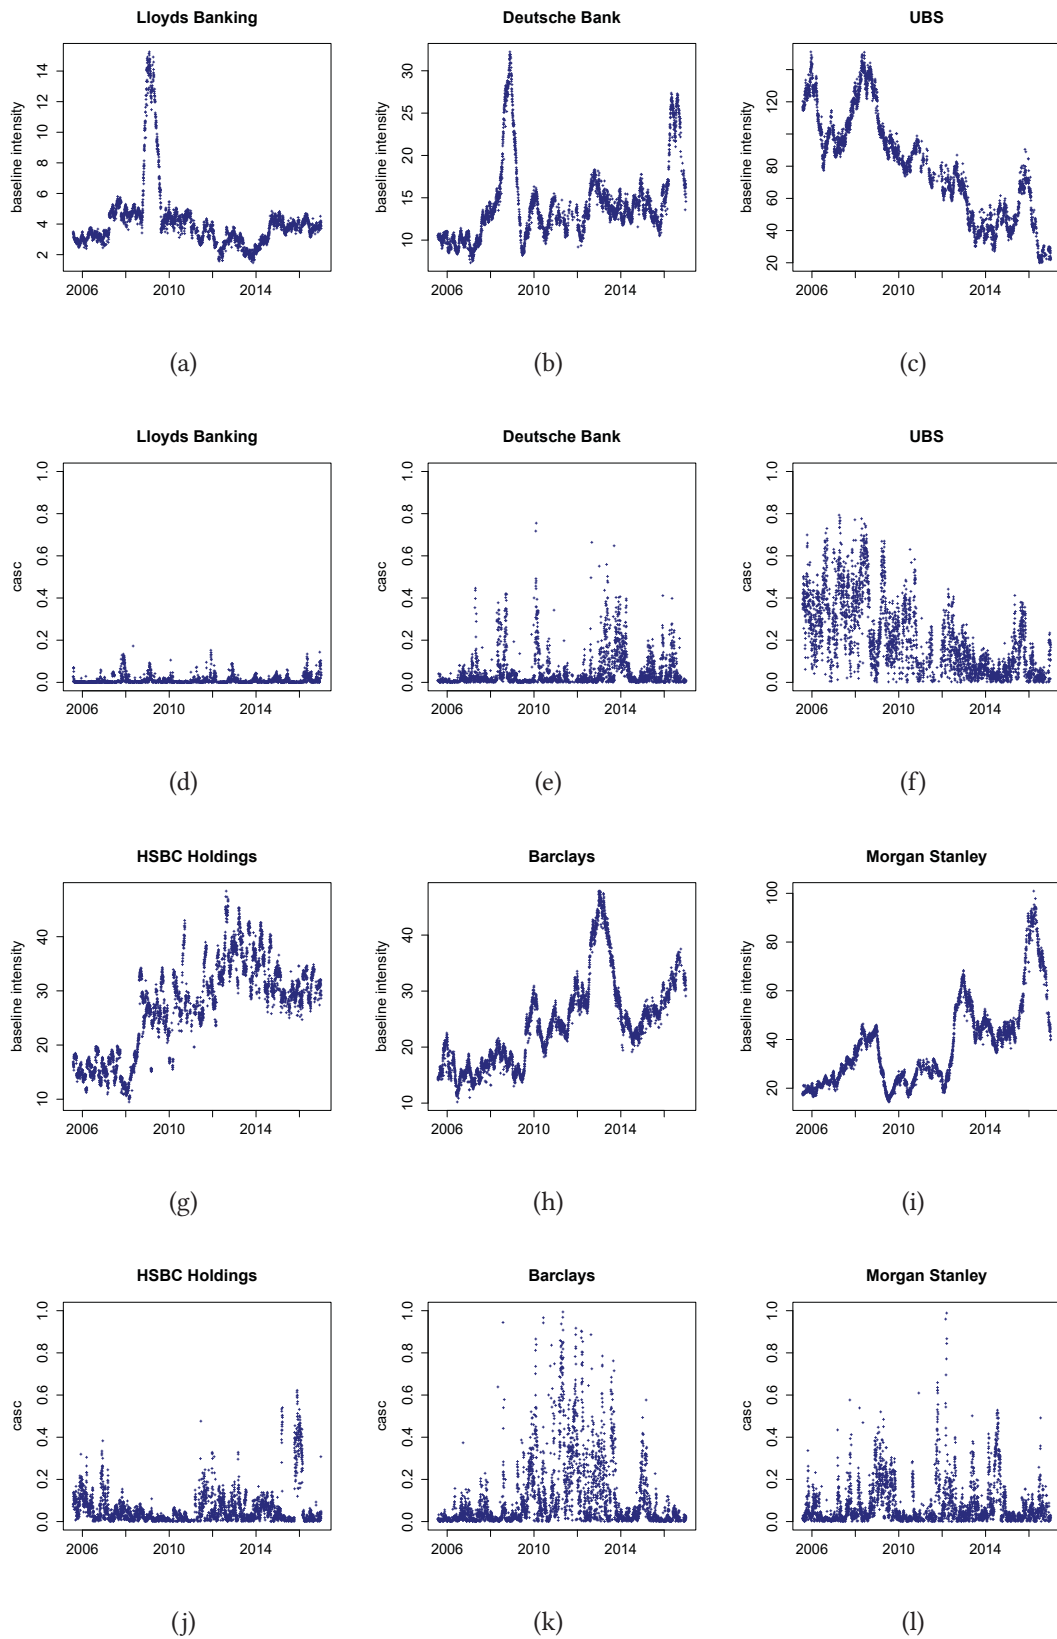 Lloyds Banking
Deutsche Bank
UBS
baseline intensity
2 4 6 8 10 12 14
2006 2010 2014
baseline intensity
10 15 20 25 30
2006 2010 2014
baseline intensity
20 40 60 80 120
2006 2010 2014
(a)
(b)
(c)
Lloyds Banking
Deutsche Bank
UBS
casc
0.0 0.2 0.4 0.6 0.8 1.0
2006 2010 2014
casc
0.0 0.2 0.4 0.6 0.8 1.0
2006 2010 2014
casc
0.0 0.2 0.4 0.6 0.8 1.0
2006 2010 2014
(d)
(e)
(f)
HSBC Holdings
Barclays
Morgan Stanley
baseline intensity
10 20 30 40
2006 2010 2014
baseline intensity
10 20 30 40
2006 2010 2014
baseline intensity
20 40 60 80 100
2006 2010 2014
(g)
(h)
(i)
HSBC Holdings
Barclays
Morgan Stanley
casc
0.0 0.2 0.4 0.6 0.8 1.0
2006 2010 2014
casc
0.0 0.2 0.4 0.6 0.8 1.0
2006 2010 2014
casc
0.0 0.2 0.4 0.6 0.8 1.0
2006 2010 2014
(j)
(k)
(l)